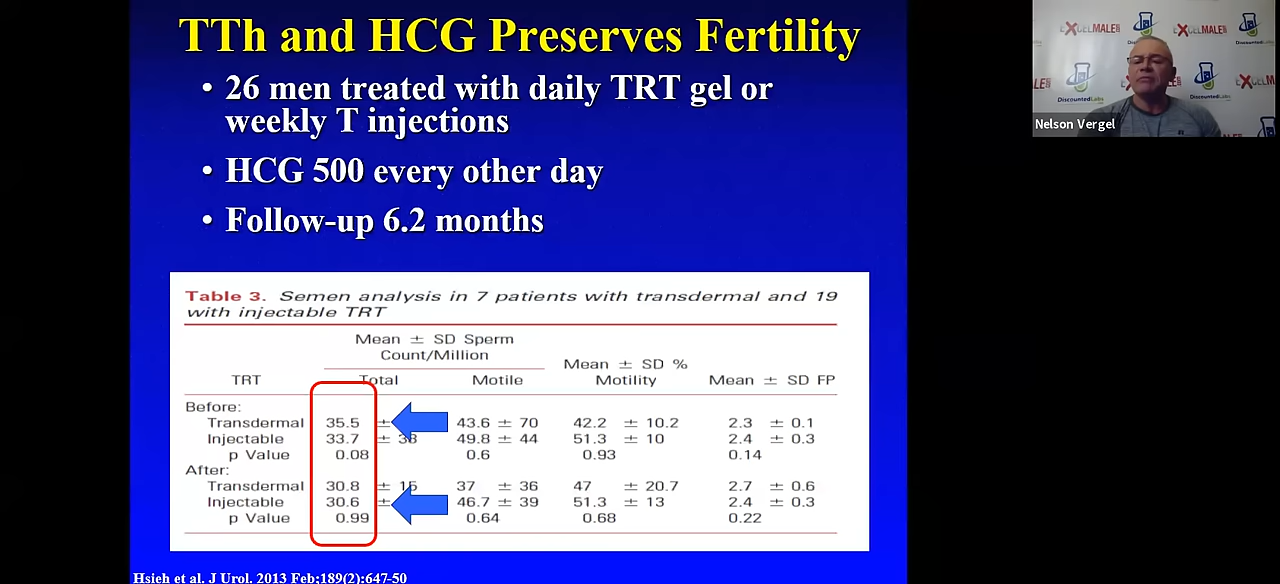 TTh and HCG Preserves Fertility
• 26 men treated with daily TRT gel or
weekly T injections
• HCG 500 every other day
• Follow-up 6.2 months
Table 3. Semen analysis in 7 patients with transdermal and 19
with injectable TRT
Mean ± SD Sperm
Count/Million
Mean ± SD %
TRT Total Motile Motility Mean ± SD FP
Before:
Transdermal 35.5 ± 43.6 ± 70 42.2 ± 10.2 2.3 ± 0.1
Injectable 33.7 ± 38 49.8 ± 44 51.3 ± 10 2.4 ± 0.3
p Value 0.08 0.6 0.93 0.14
After:
Transdermal 30.8 ± 15 37 ± 36 47 ± 20.7 2.7 ± 0.6
Injectable 30.6 ± 46.7 ± 39 51.3 ± 13 2.4 ± 0.3
p Value 0.99 0.64 0.68 0.22
Hsieh et al. J Urol. 2013 Feb;189(2):647-50
EXCELMALE
DiscountedLabs
Nelson Vergel